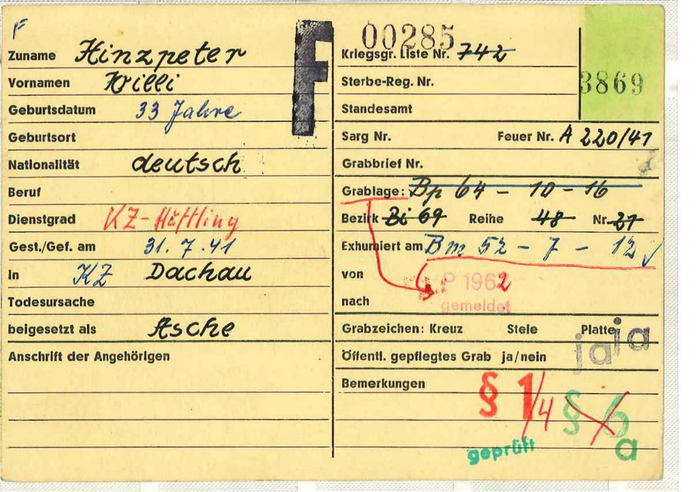 F
Zuname Hinzpeter
Vornamen Willi
Geburtsdatum 33 Jahre
Geburtsort
Nationalität deutsch
Beruf
Dienstgrad KZ-Häftling
Gest./Gef. am 31.7.41
in KZ Dachau
Todesursache
beigesetzt als Asche
Anschrift der Angehörigen
F
00285
Kriegsgr. Liste Nr. 742
3869
Sterbe-Reg. Nr.
Standesamt
Sarg Nr. Feuer Nr. A 220/41
Grabbrief Nr.
Grablage: Bp 64 - 10 - 16
Bezirk Bi 69 Reihe 48 Nr. 21
Exhumiert am Bm 52 - 7 - 12
von
nach
gemeldet
Grabzeichen: Kreuz Stele Platte
ja ja
Öffentl. gepflegtes Grab ja/nein
Bemerkungen
§ 1/4 § 6
a
geprüft